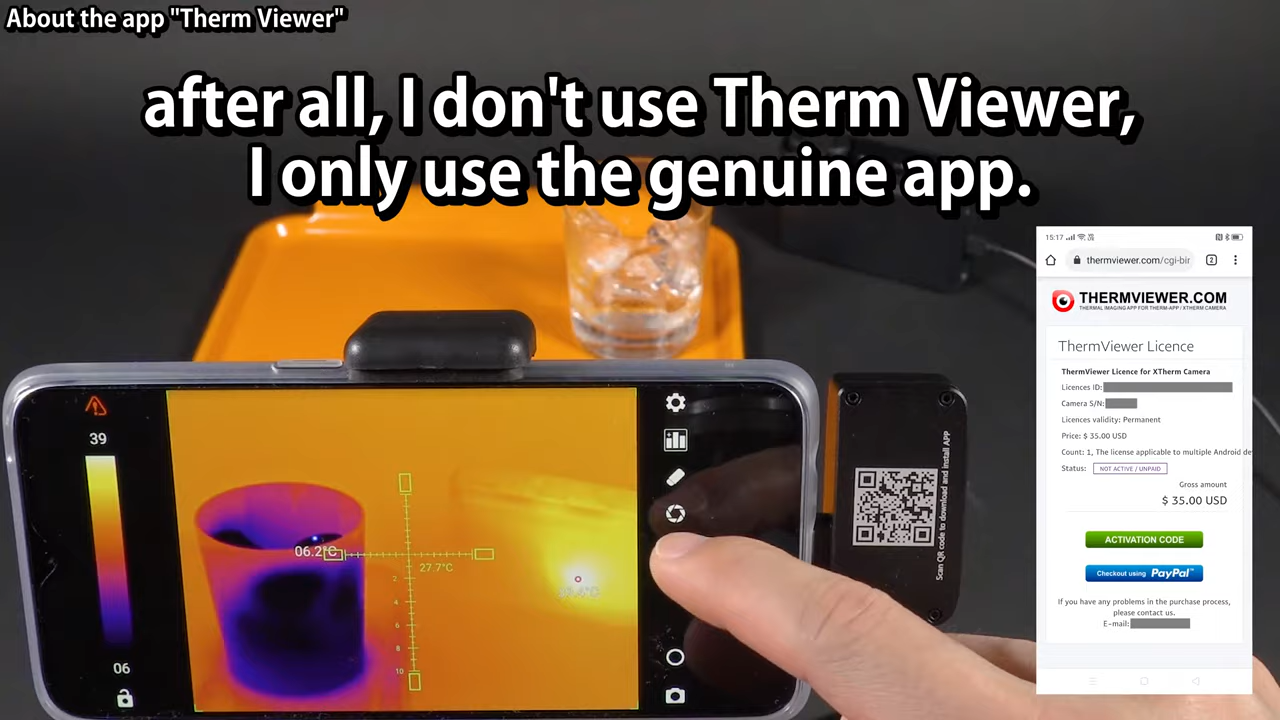 About the app "Therm Viewer"
after all, I don't use Therm Viewer,
I only use the genuine app.
15:17
thermviewer.com/cgi-bir
2
THERMVIEWER.COM
THERMAL IMAGING APP FOR THERM-APP / XTHERM CAMERA
ThermViewer Licence
ThermViewer Licence for XTherm Camera
Licences ID:
Camera S/N:
Licences validity: Permanent
Price: $ 35.00 USD
Count: 1, The license applicable to multiple Android de
Status: NOT ACTIVE / UNPAID
Gross amount
$ 35.00 USD
ACTIVATION CODE
Checkout using PayPal
If you have any problems in the purchase process,
please contact us.
E-mail:
39
06
06.2°C
27.7°C
2
4
6
8
10
Scan QR code to download and install APP